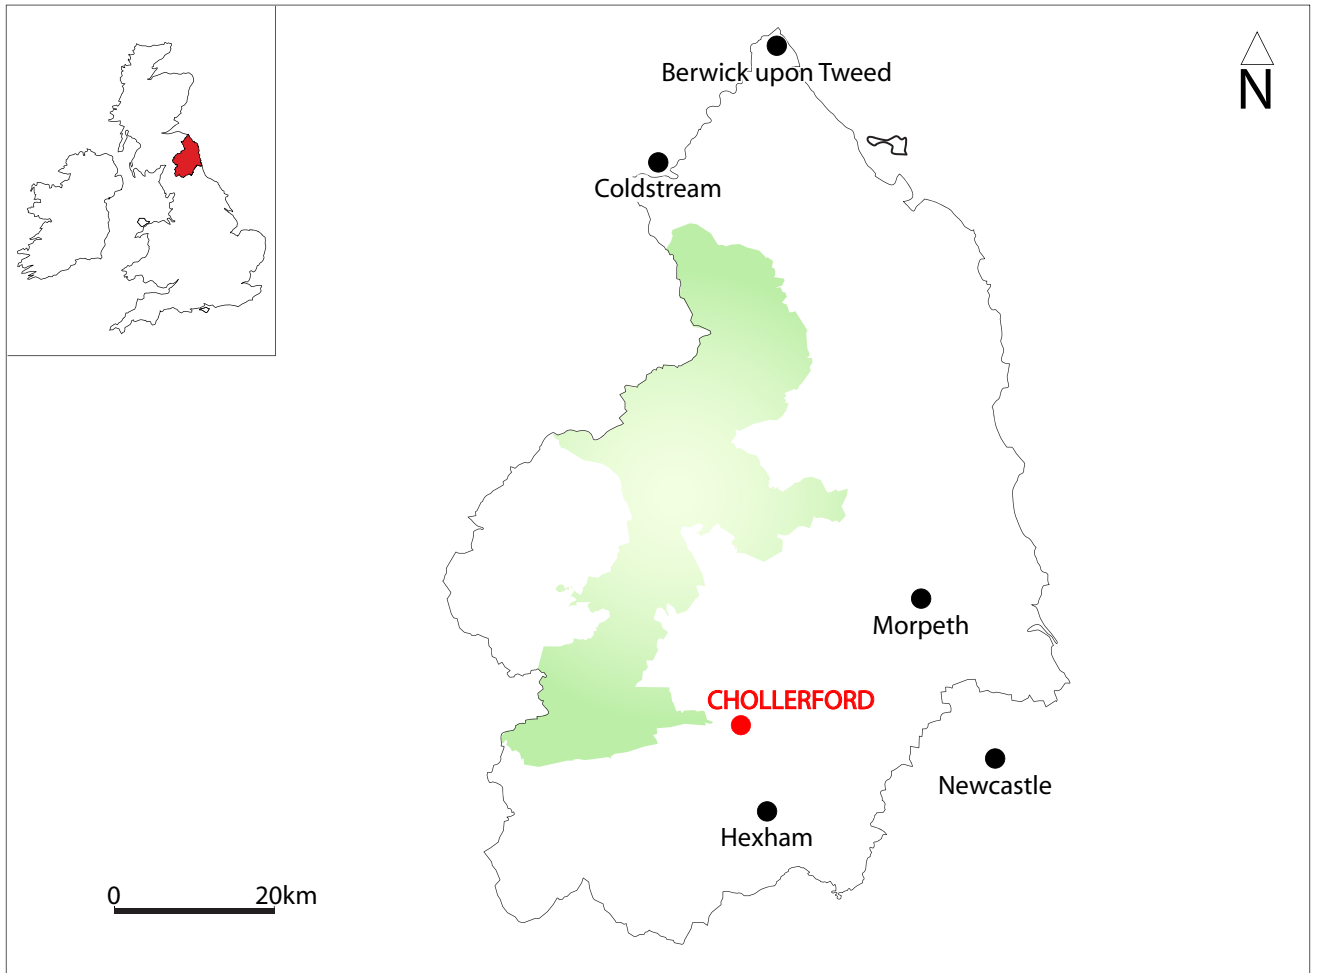 Berwick upon Tweed
N
Coldstream
Morpeth
CHOLLERFORD
Newcastle
Hexham
0 20km